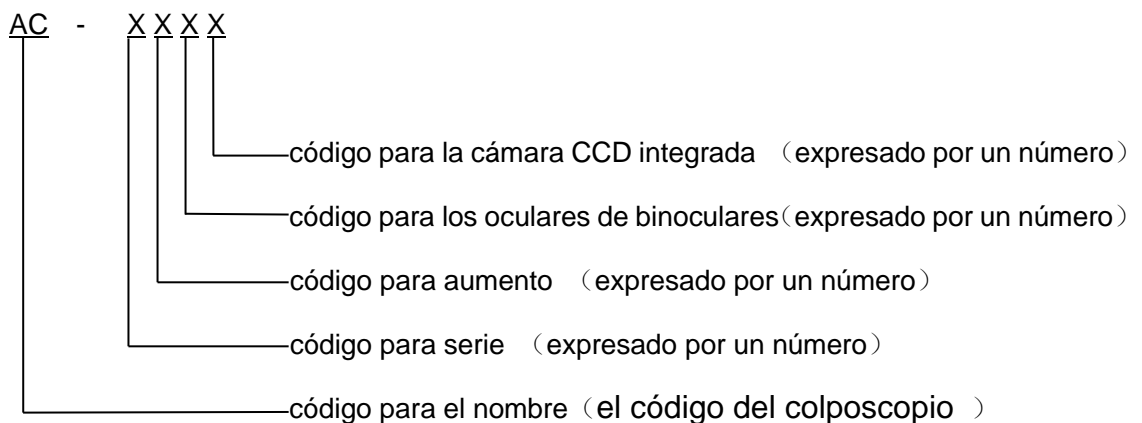 AC - X X X X
código para la cámara CCD integrada （expresado por un número）
código para los oculares de binoculares（expresado por un número）
código para aumento （expresado por un número）
código para serie （expresado por un número）
código para el nombre（el código del colposcopio ）